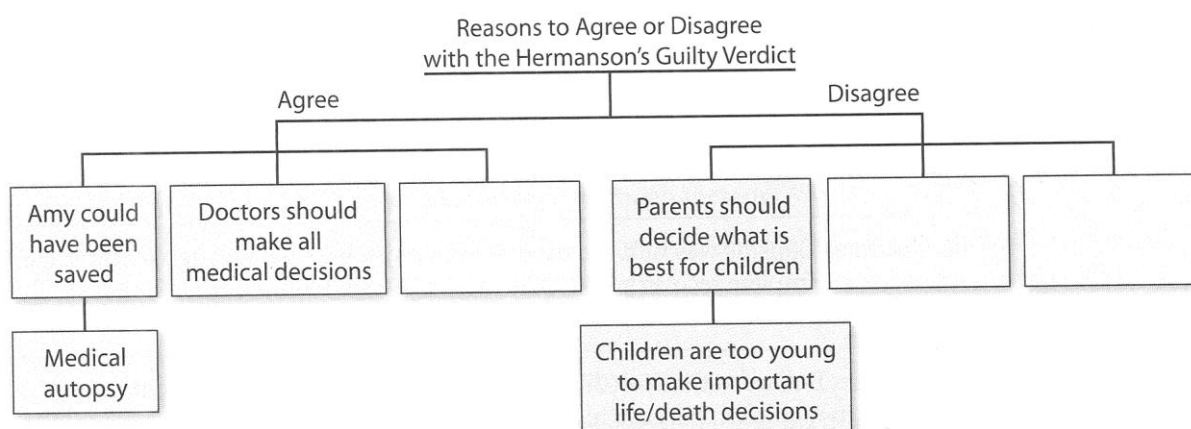 Reasons to Agree or Disagree
with the Hermanson's Guilty Verdict
Agree
Disagree
Amy could
have been
saved
Doctors should
make all
medical decisions
Parents should
decide what is
best for children
Medical
autopsy
Children are too young
to make important
life/death decisions